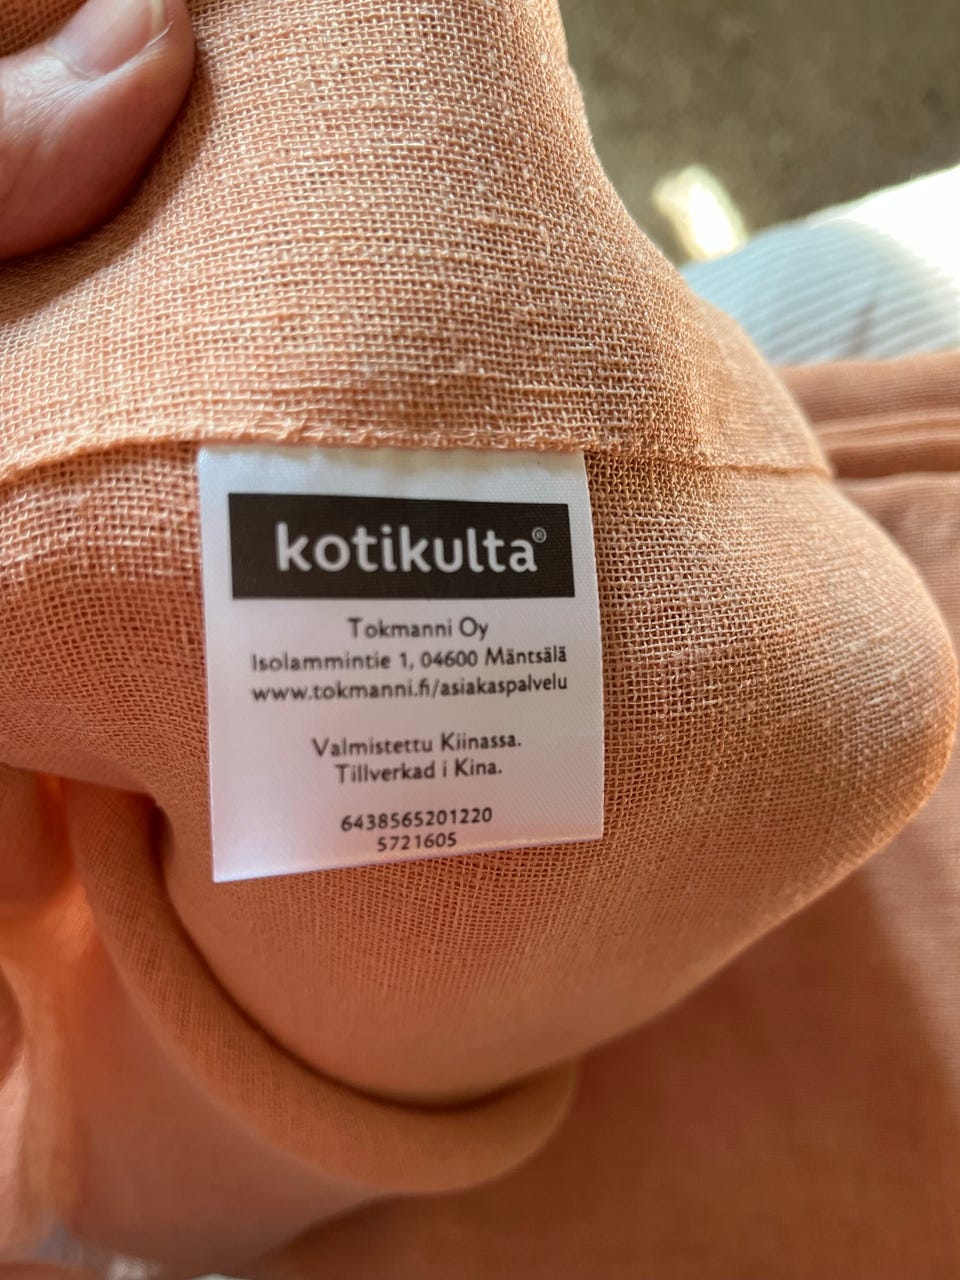 kotikulta®
Tokmanni Oy
Isolammintie 1, 04600 Mäntsälä
www.tokmanni.fi/asiakaspalvelu
Valmistettu Kiinassa.
Tillverkad i Kina.
6438565201220
5721605